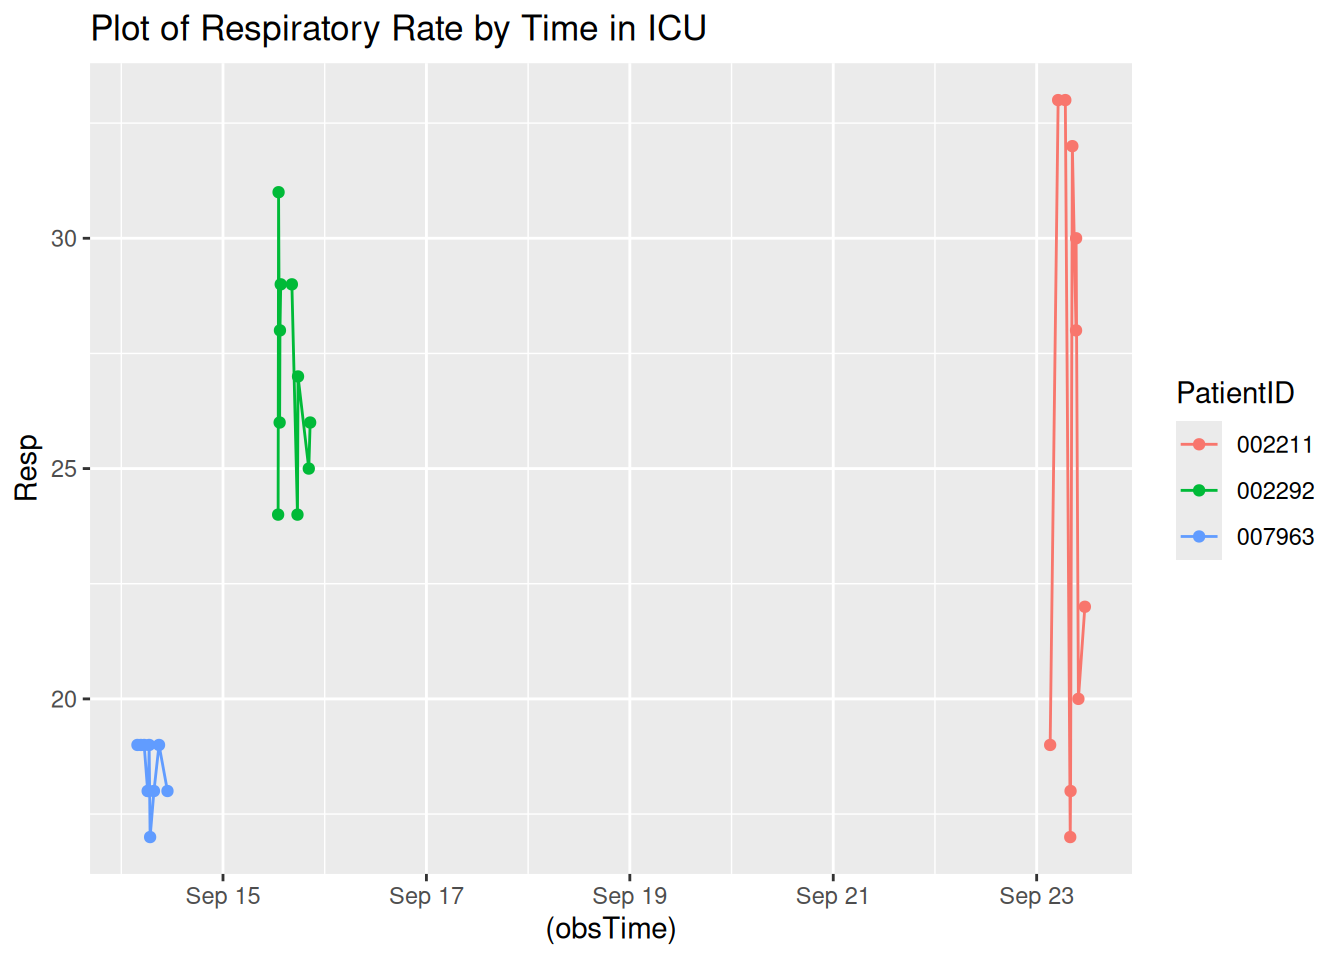 Plot of Respiratory Rate by Time in ICU
Resp
30
25
20
Sep 15
Sep 17
Sep 19
Sep 21
Sep 23
(obsTime)
PatientID
002211
002292
007963